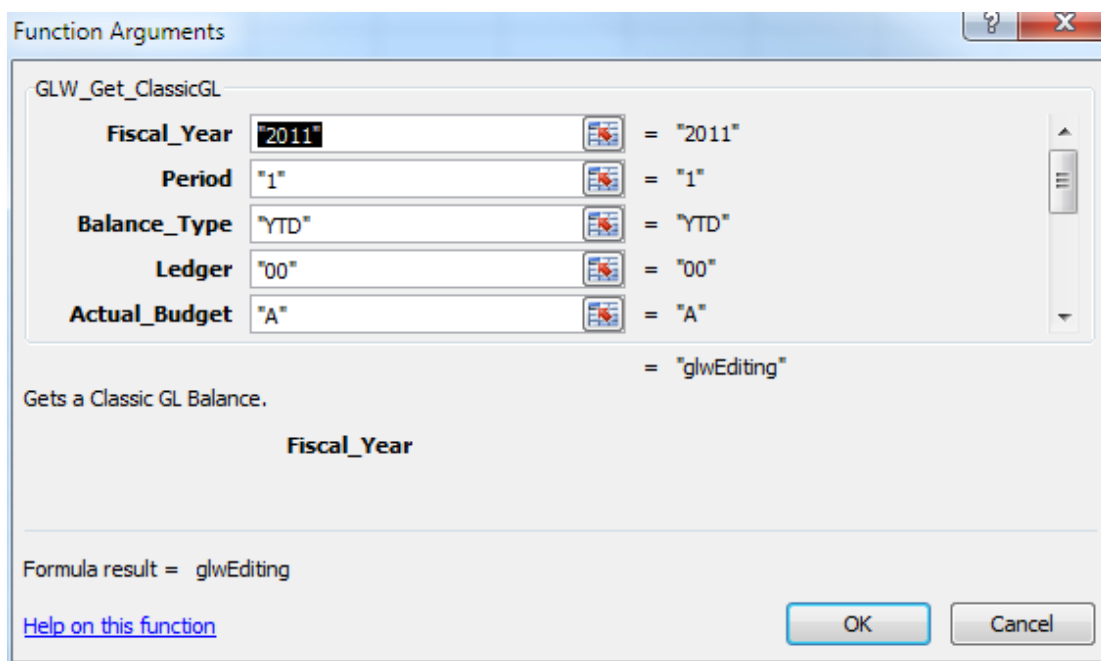 Function Arguments
GLW_Get_ClassicGL
Fiscal_Year "2011" = "2011"
Period "1" = "1"
Balance_Type "YTD" = "YTD"
Ledger "00" = "00"
Actual_Budget "A" = "A"
= "glwEditing"
Gets a Classic GL Balance.
Fiscal_Year
Formula result = glwEditing
Help on this function OK Cancel